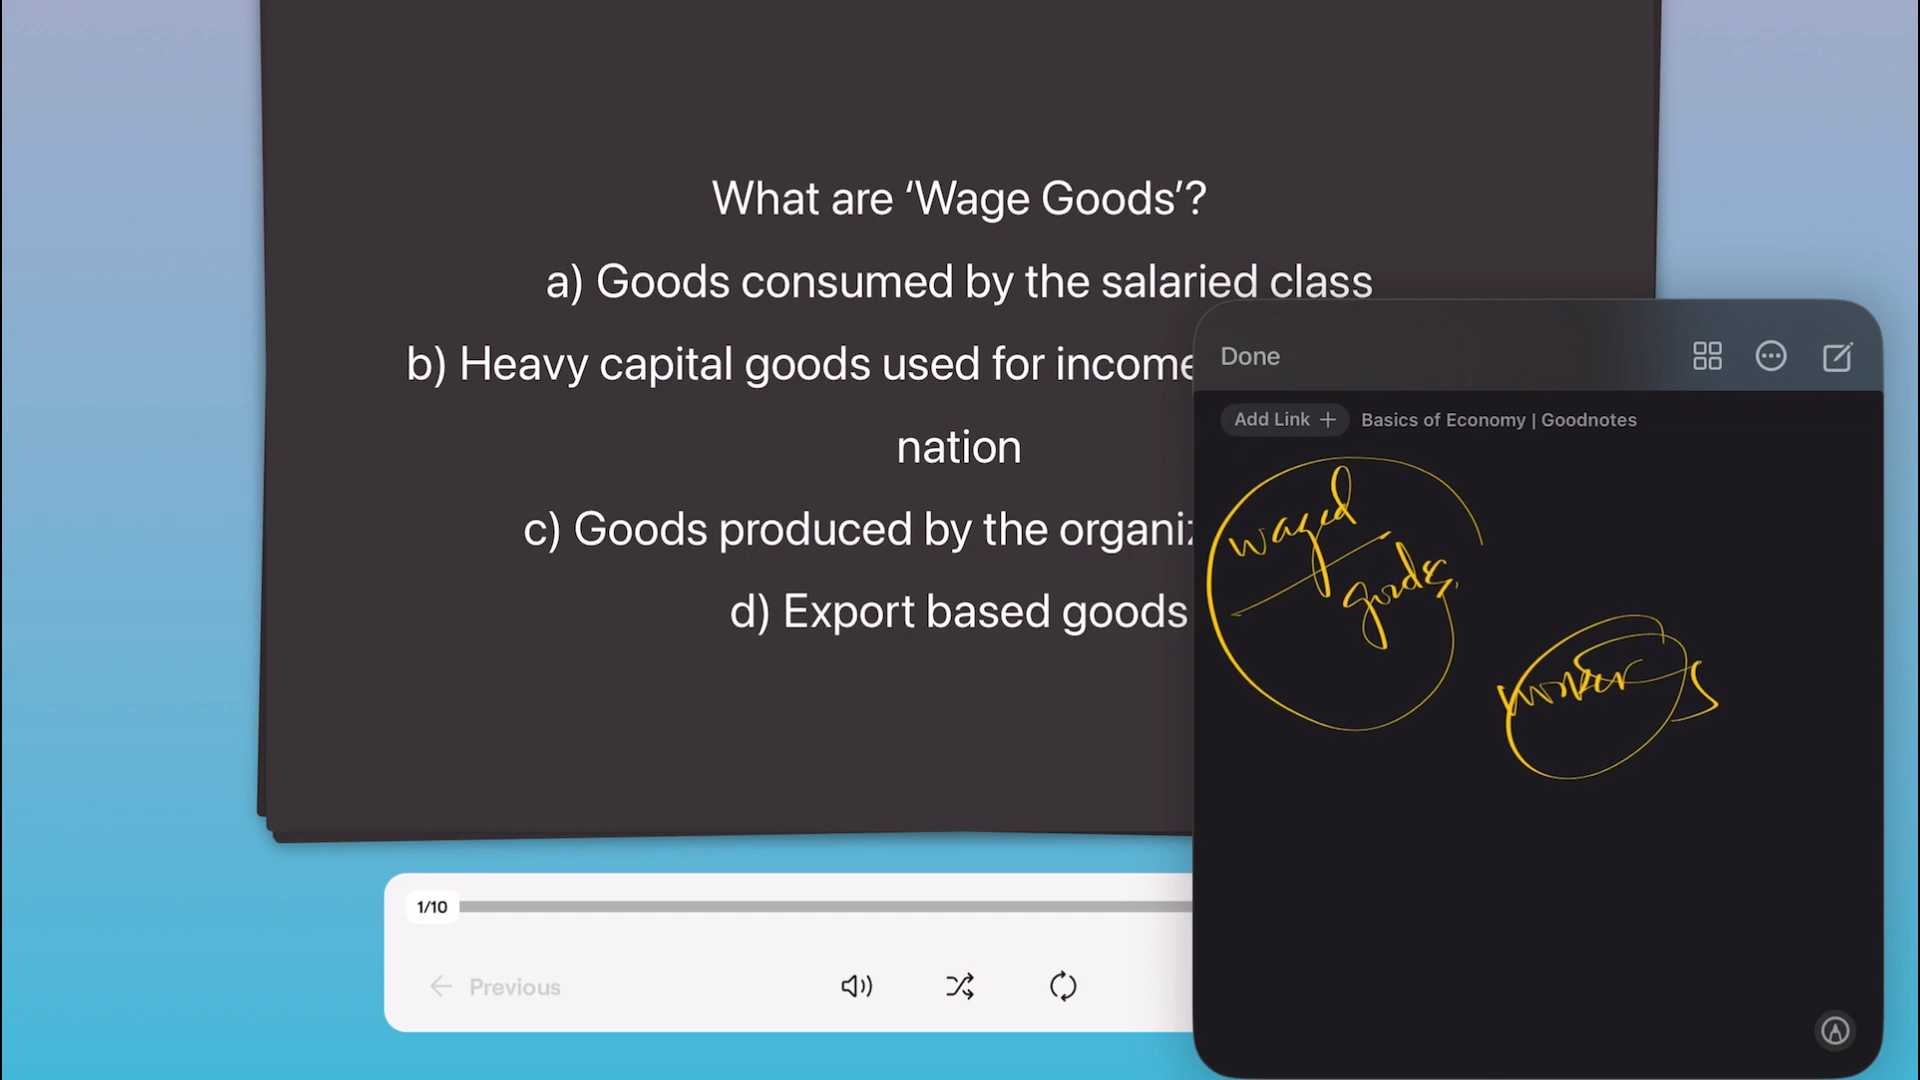 What are ‘Wage Goods’?
a) Goods consumed by the salaried class
b) Heavy capital goods used for income
nation
c) Goods produced by the
d) Export based goods
Done
Add Link + Basics of Economy | Goodnotes
waged
goods
workers
1/10
← Previous